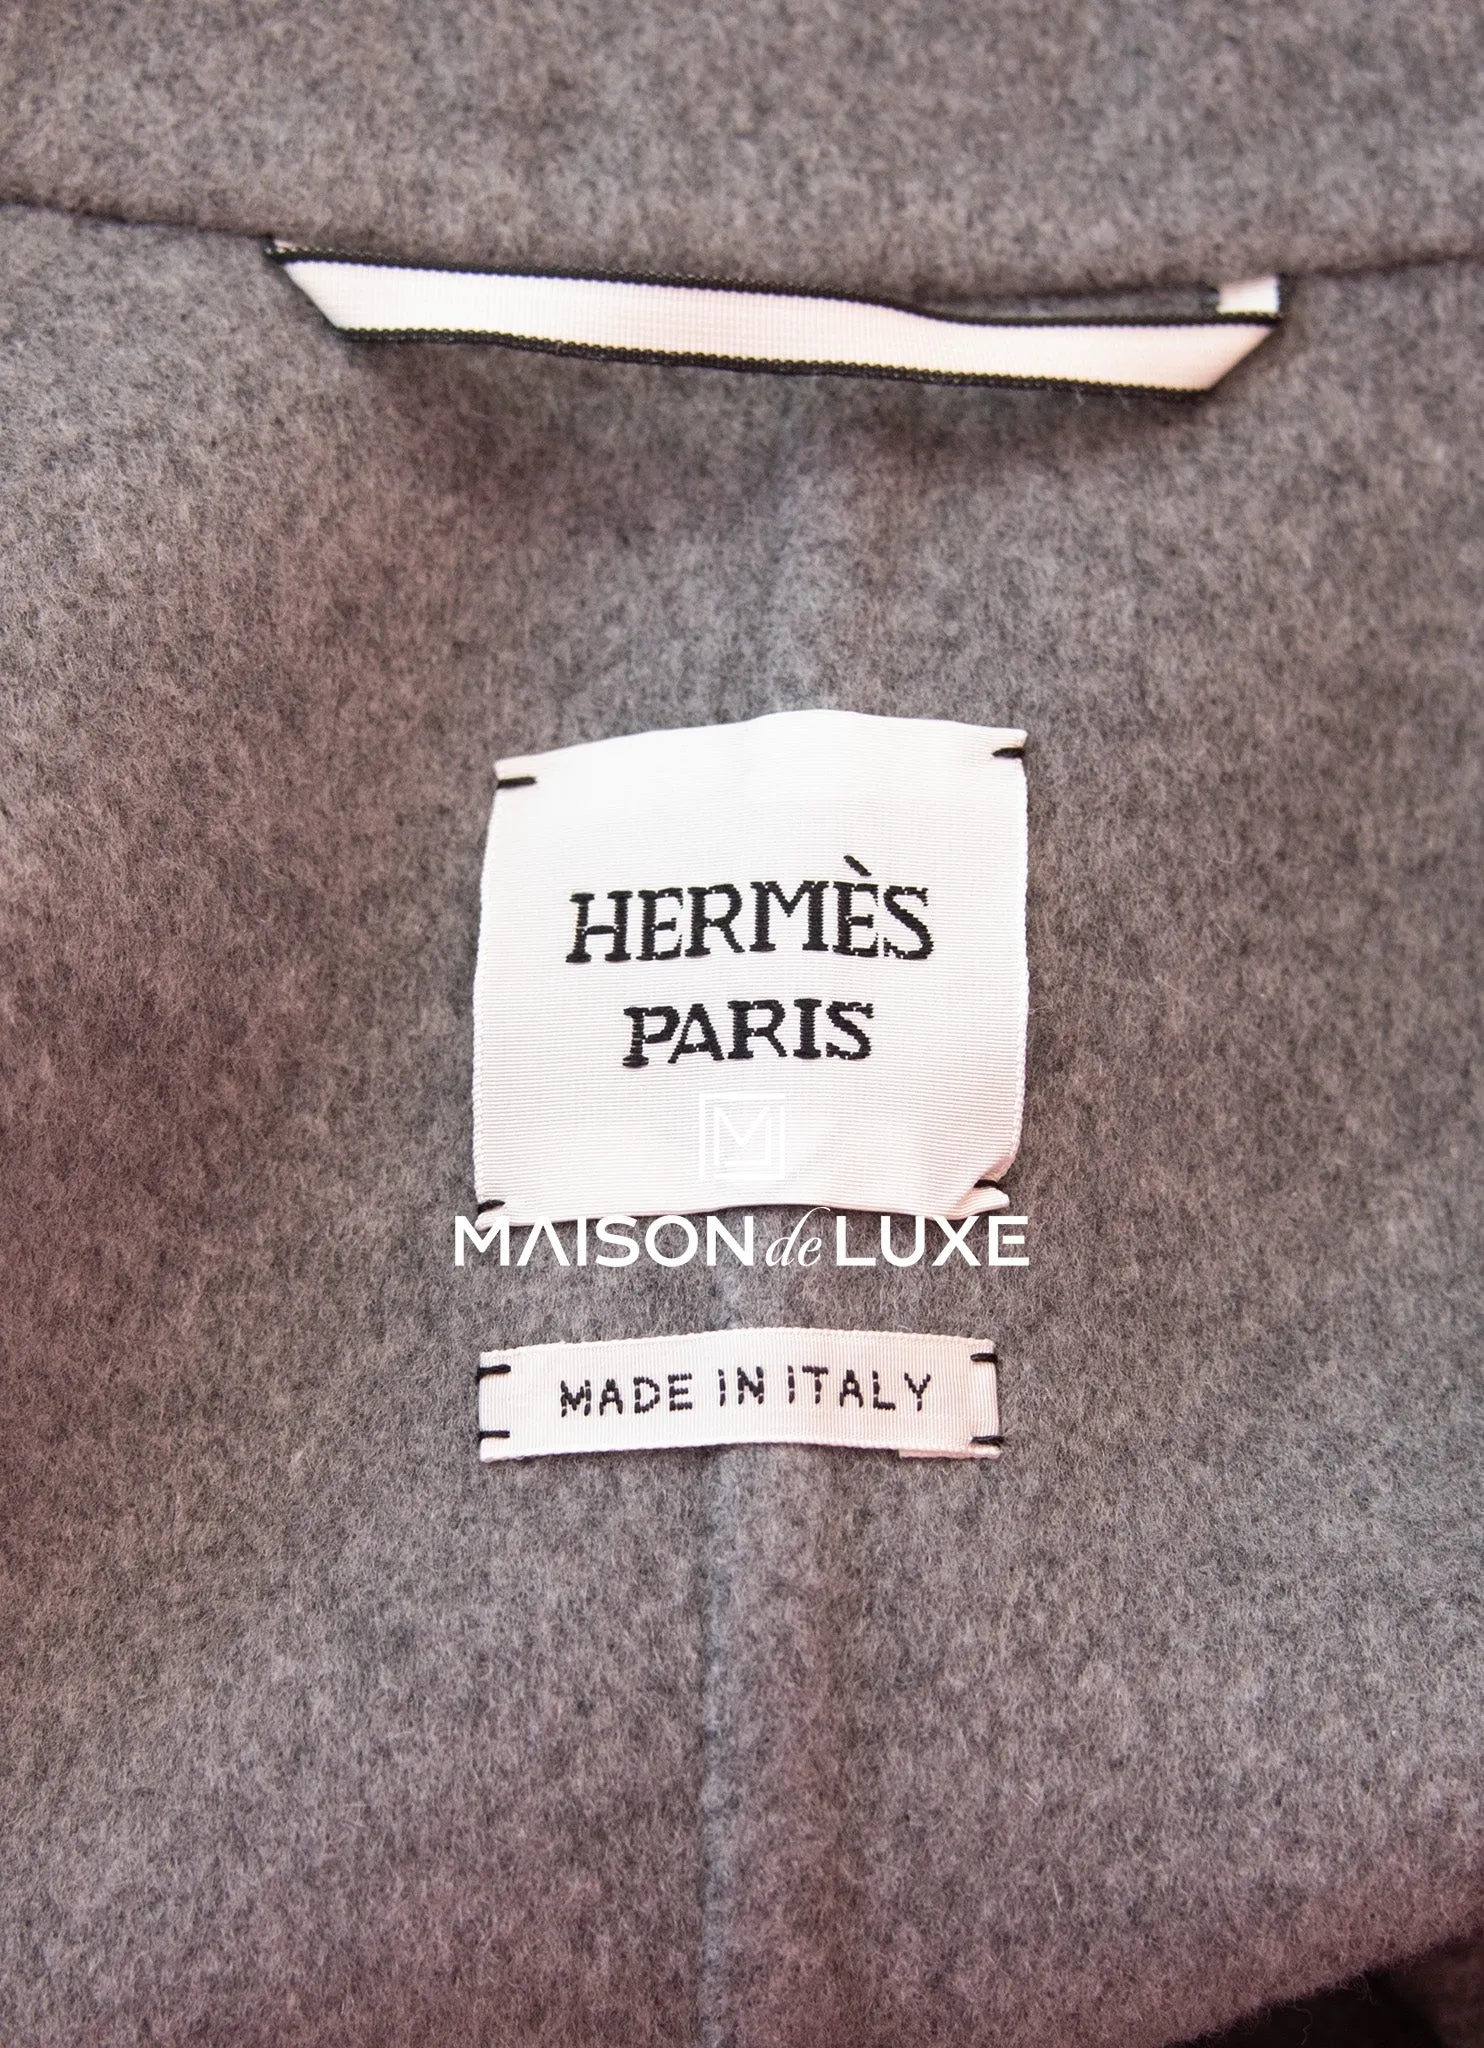 HERMÈS
PARIS
M
MAISON de LUXE
MADE IN ITALY